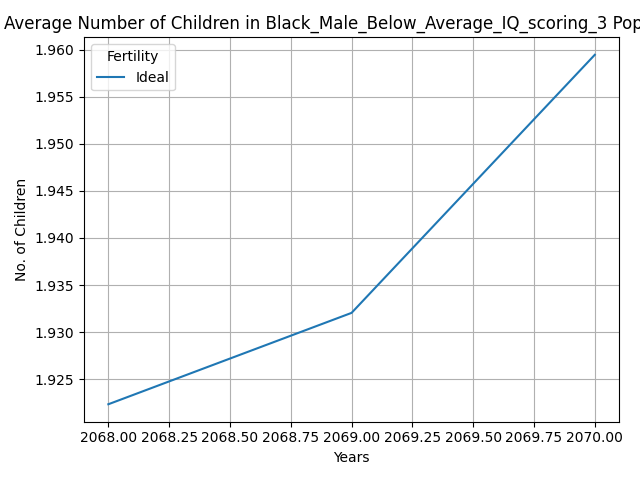 Average Number of Children in Black_Male_Below_Average_IQ_scoring_3 Pop
Fertility
Ideal
1.960
1.955
1.950
1.945
1.940
1.935
1.930
1.925
No. of Children
2068.00 2068.25 2068.50 2068.75 2069.00 2069.25 2069.50 2069.75 2070.00
Years